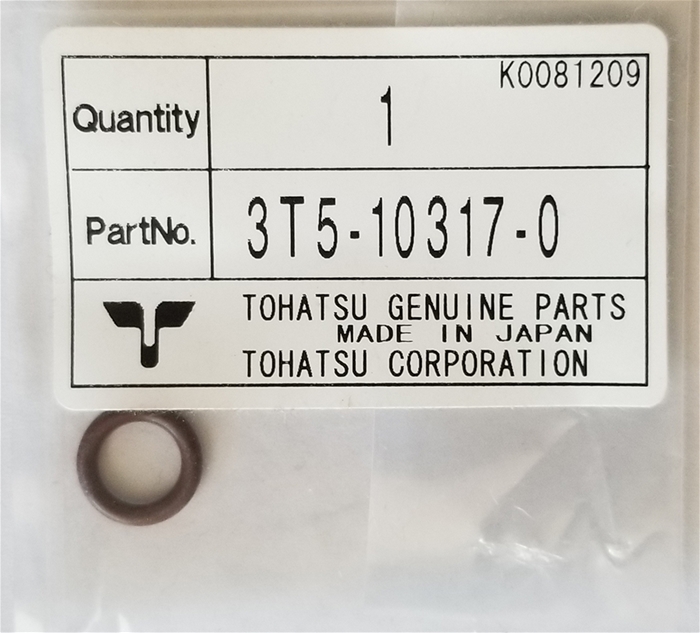 K0081209
Quantity 1
PartNo. 3T5-10317-0
TOHATSU GENUINE PARTS
MADE IN JAPAN
TOHATSU CORPORATION